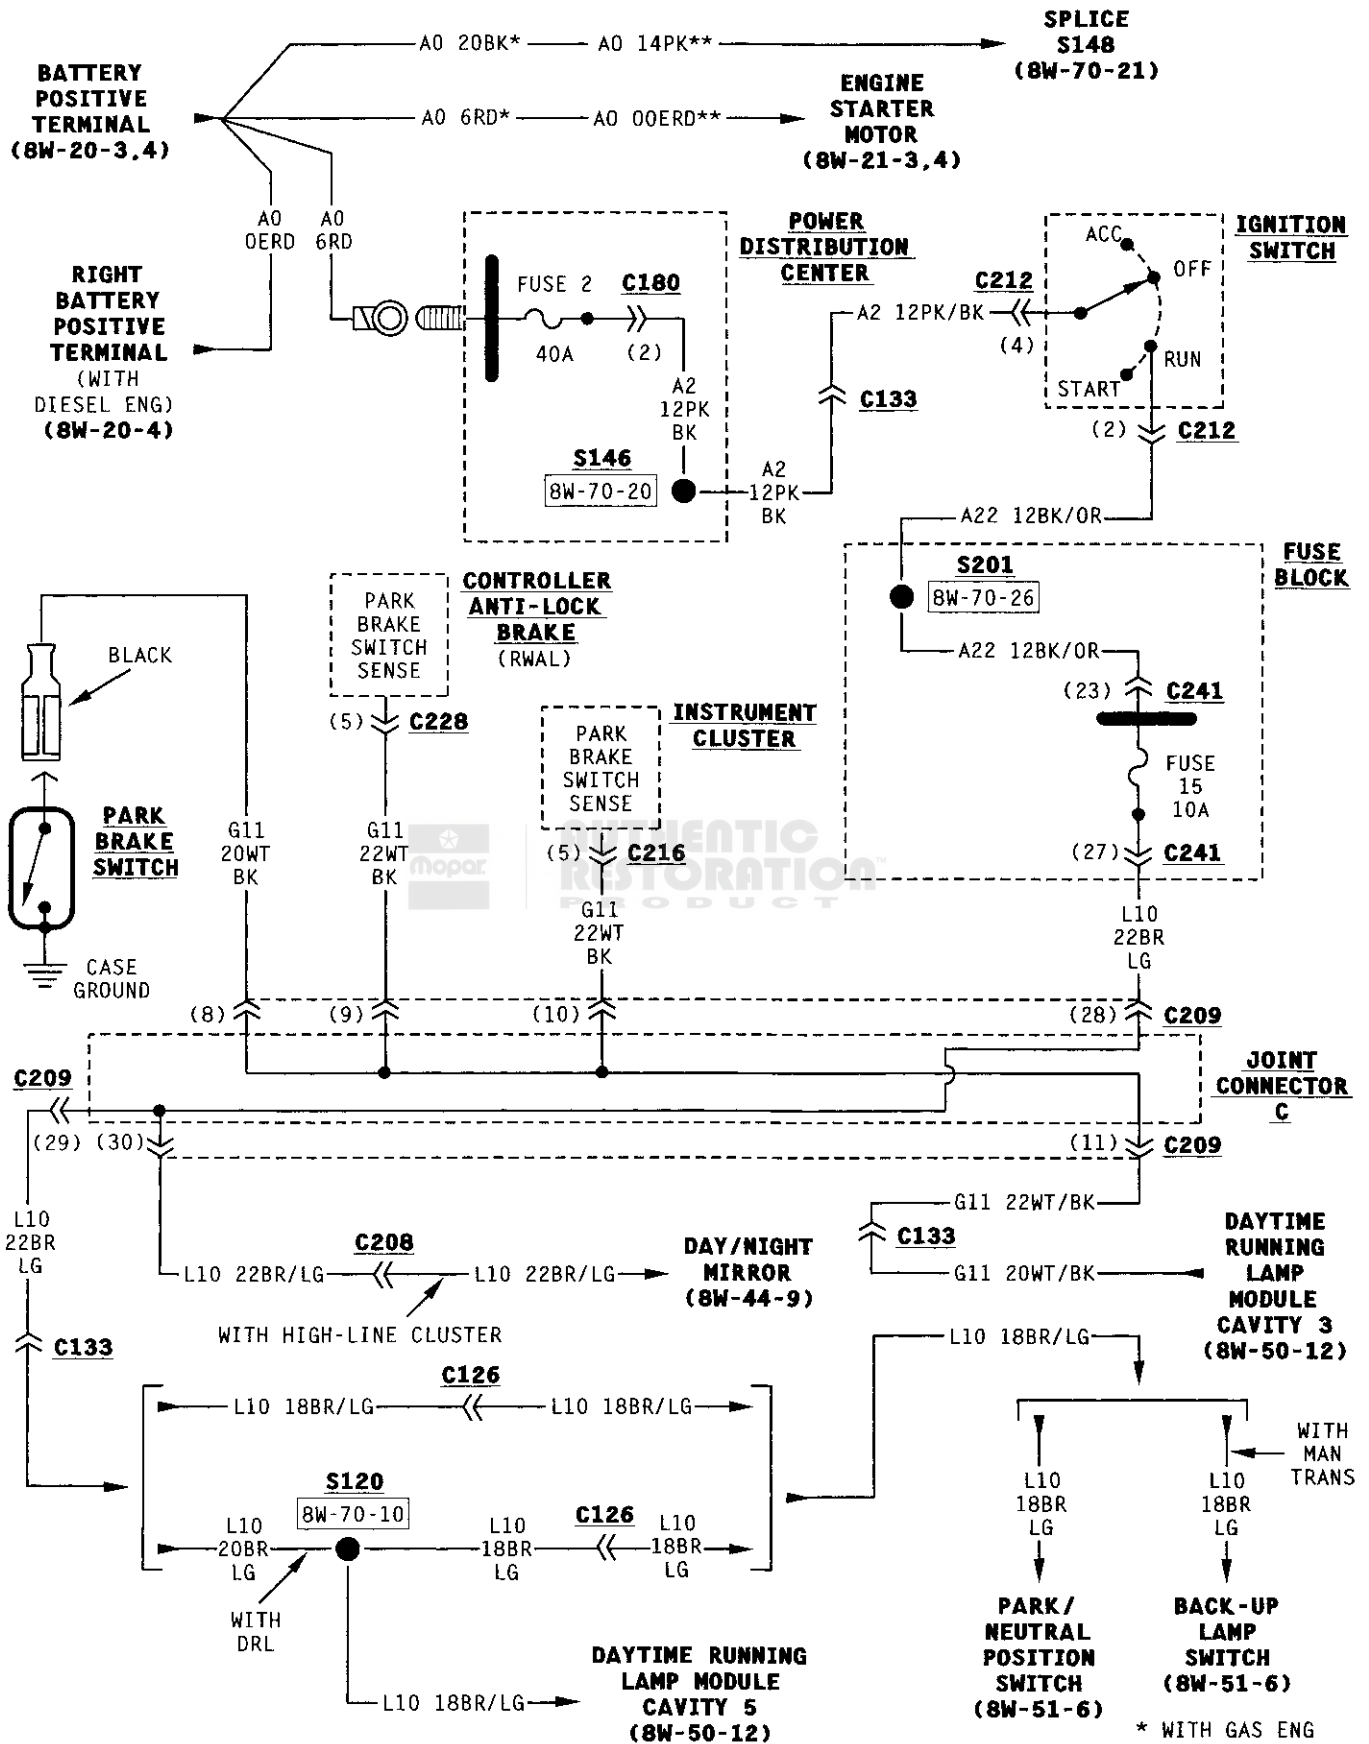 SPLICE
S148
(8W-70-21)
A0 20BK*
A0 14PK**
BATTERY
POSITIVE
TERMINAL
(8W-20-3,4)
A0 6RD*
A0 00ERD**
ENGINE
STARTER
MOTOR
(8W-21-3,4)
A0
0ERD
A0
6RD
RIGHT
BATTERY
POSITIVE
TERMINAL
(WITH
DIESEL ENG)
(8W-20-4)
POWER
DISTRIBUTION
CENTER
FUSE 2
40A
C180
(2)
A2
12PK
BK
S146
8W-70-20
A2
12PK
BK
C133
A2 12PK/BK
C212
(4)
ACC
OFF
RUN
START
IGNITION
SWITCH
(2)
C212
A22 12BK/OR
FUSE
BLOCK
S201
8W-70-26
A22 12BK/OR
(23)
C241
FUSE
15
10A
(27)
C241
L10
22BR
LG
BLACK
PARK
BRAKE
SWITCH
CASE
GROUND
G11
20WT
BK
PARK
BRAKE
SWITCH
SENSE
CONTROLLER
ANTI-LOCK
BRAKE
(RWAL)
(5)
C228
G11
22WT
BK
PARK
BRAKE
SWITCH
SENSE
INSTRUMENT
CLUSTER
(5)
C216
G11
22WT
BK
Mopar
AUTHENTIC
RESTORATION™
PRODUCT
(8)
(9)
(10)
(28)
C209
JOINT
CONNECTOR
C
C209
(29)
(30)
(11)
C209
L10
22BR
LG
C133
L10 22BR/LG
C208
L10 22BR/LG
DAY/NIGHT
MIRROR
(8W-44-9)
WITH HIGH-LINE CLUSTER
G11 22WT/BK
C133
G11 20WT/BK
DAYTIME
RUNNING
LAMP
MODULE
CAVITY 3
(8W-50-12)
L10 18BR/LG
C126
L10 18BR/LG
L10 18BR/LG
S120
8W-70-10
L10
20BR
LG
L10
18BR
LG
C126
L10
18BR
LG
WITH
DRL
L10 18BR/LG
DAYTIME RUNNING
LAMP MODULE
CAVITY 5
(8W-50-12)
WITH
MAN
TRANS
L10
18BR
LG
L10
18BR
LG
PARK/
NEUTRAL
POSITION
SWITCH
(8W-51-6)
BACK-UP
LAMP
SWITCH
(8W-51-6)
* WITH GAS ENG